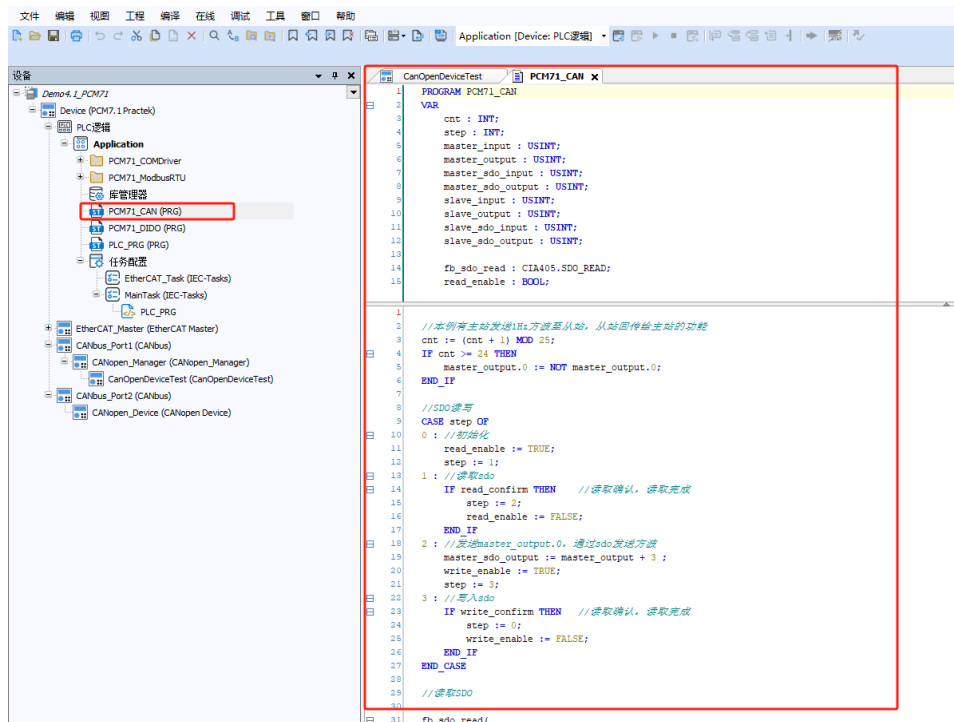 文件 编辑 视图 工程 编译 在线 调试 工具 窗口 帮助
Application [Device: PLC逻辑]
设备
Demo4.1_PCM71
Device (PCM7.1 Practek)
PLC逻辑
Application
PCM71_COMDriver
PCM71_ModbusRTU
库管理器
PCM71_CAN (PRG)
PCM71_DIDO (PRG)
PLC_PRG (PRG)
任务配置
EtherCAT_Task (IEC-Tasks)
MainTask (IEC-Tasks)
PLC_PRG
EtherCAT_Master (EtherCAT Master)
CANbus_Port1 (CANbus)
CANopen_Manager (CANopen_Manager)
CanOpenDeviceTest (CanOpenDeviceTest)
CANbus_Port2 (CANbus)
CANopen_Device (CANopen Device)
CanOpenDeviceTest PCM71_CAN
1 PROGRAM PCM71_CAN
2 VAR
3 cnt : INT;
4 step : INT;
5 master_input : USINT;
6 master_output : USINT;
7 master_sdo_input : USINT;
8 master_sdo_output : USINT;
9 slave_input : USINT;
10 slave_output : USINT;
11 slave_sdo_input : USINT;
12 slave_sdo_output : USINT;
13
14 fb_sdo_read : CIA405.SDO_READ;
15 read_enable : BOOL;
1
2 //本例有主站发送1Hz方波至从站，从站回传给主站的功能
3 cnt := (cnt + 1) MOD 25;
4 IF cnt >= 24 THEN
5 master_output.0 := NOT master_output.0;
6 END_IF
7
8 //SDO读写
9 CASE step OF
10 0 : //初始化
11 read_enable := TRUE;
12 step := 1;
13 1 : //读取sdo
14 IF read_confirm THEN //读取确认，读取完成
15 step := 2;
16 read_enable := FALSE;
17 END_IF
18 2 : //发送master_output.0，通过sdo发送方波
19 master_sdo_output := master_output + 3 ;
20 write_enable := TRUE;
21 step := 3;
22 3 : //写入sdo
23 IF write_confirm THEN //读取确认，读取完成
24 step := 0;
25 write_enable := FALSE;
26 END_IF
27 END_CASE
28
29 //读取SDO
30
31 fb_sdo_read(